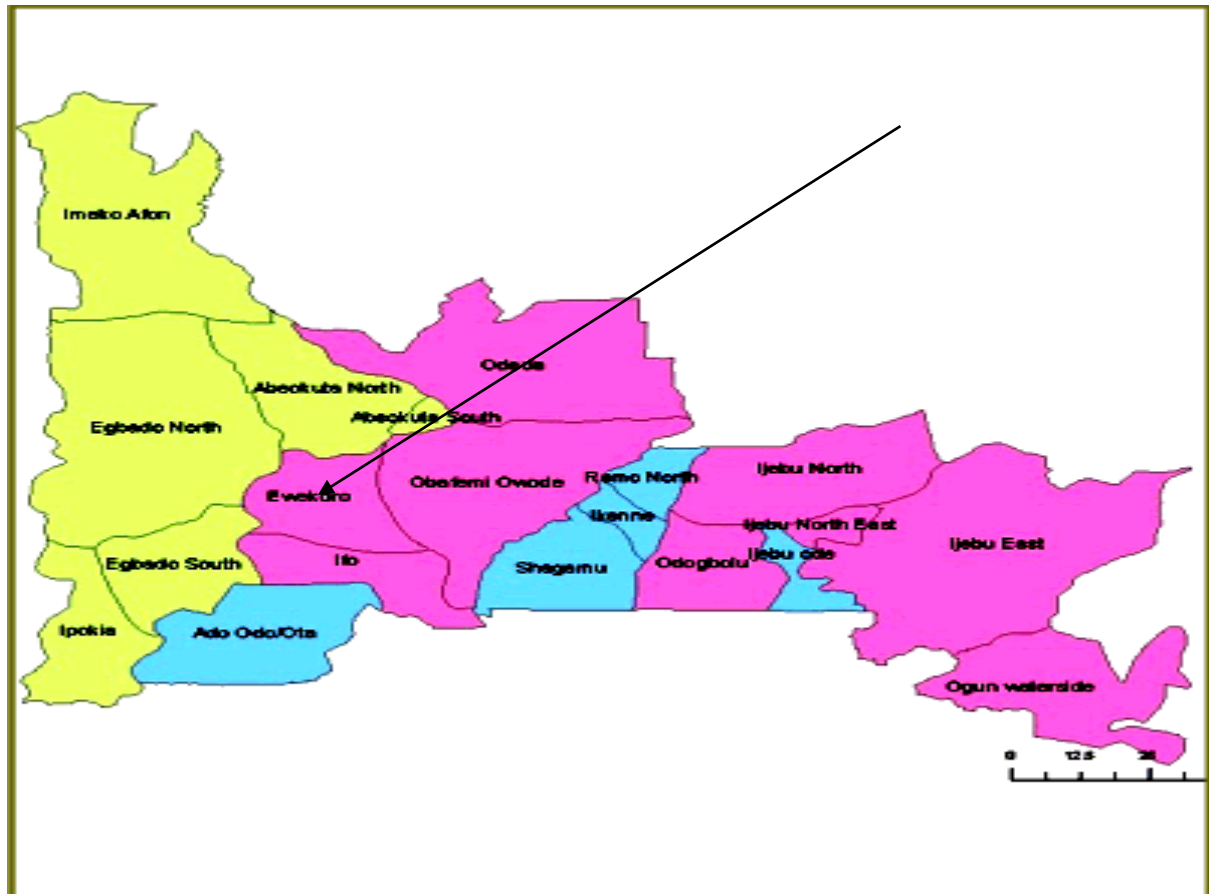 Imeko Afon
Odeda
Abeokuta North
Abeokuta South
Egbado North
Ewekoro
Obafemi Owode
Remo North
Ijebu North
Ikenne
Ijebu North East
Ijebu East
Egbado South
Ifo
Shagamu
Odogbolu
Ijebu ode
Ipokia
Ado Odo/Ota
Ogun waterside
0 12.5 25